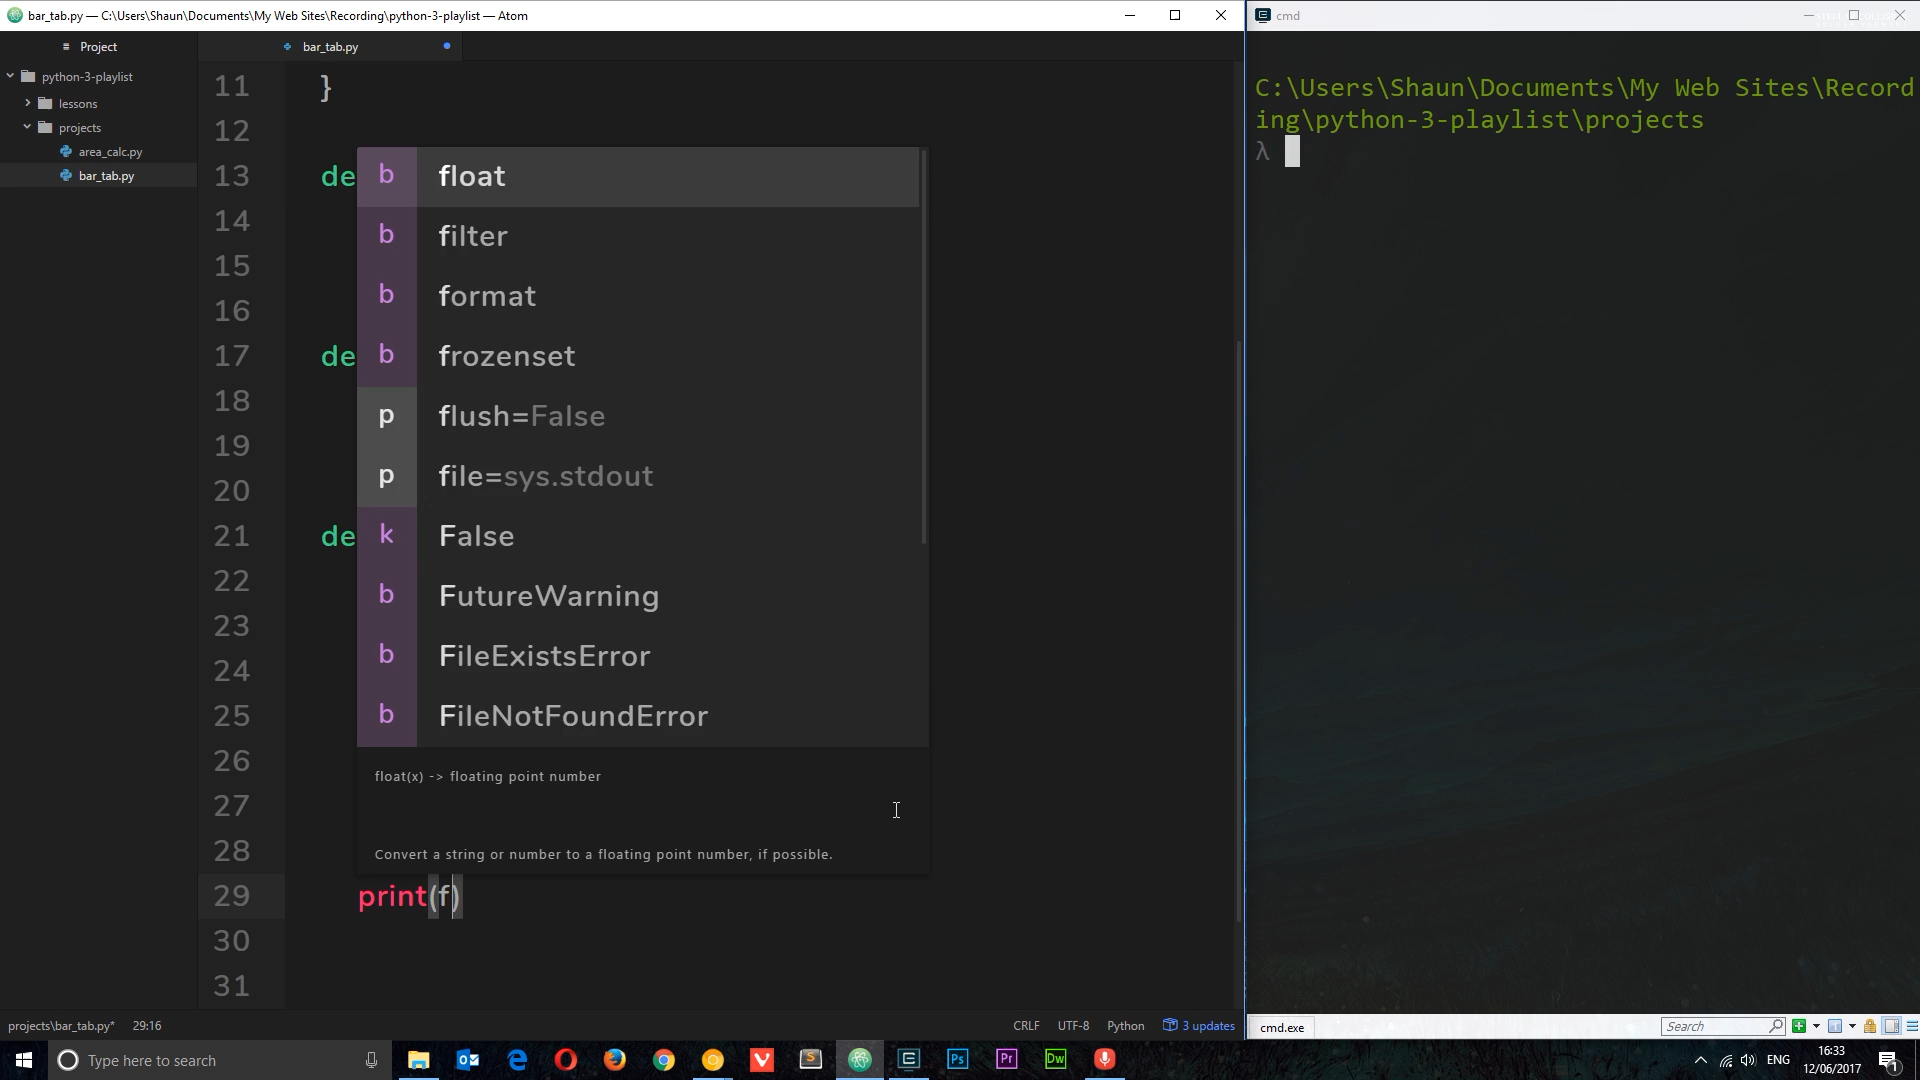 bar_tab.py — C:\Users\Shaun\Documents\My Web Sites\Recording\python-3-playlist — Atom
Project
python-3-playlist
lessons
projects
area_calc.py
bar_tab.py
bar_tab.py
11 }
12
13 de
14
15
16
17 de
18
19
20
21 de
22
23
24
25
26
27
28
29 print(f)
30
31
b float
b filter
b format
b frozenset
p flush=False
p file=sys.stdout
k False
b FutureWarning
b FileExistsError
b FileNotFoundError
float(x) -> floating point number
Convert a string or number to a floating point number, if possible.
projects\bar_tab.py* 29:16
CRLF UTF-8 Python 3 updates
cmd
C:\Users\Shaun\Documents\My Web Sites\Record
ing\python-3-playlist\projects
λ
cmd.exe
Search
Type here to search
Ps Pr Dw
ENG
16:33
12/06/2017
1